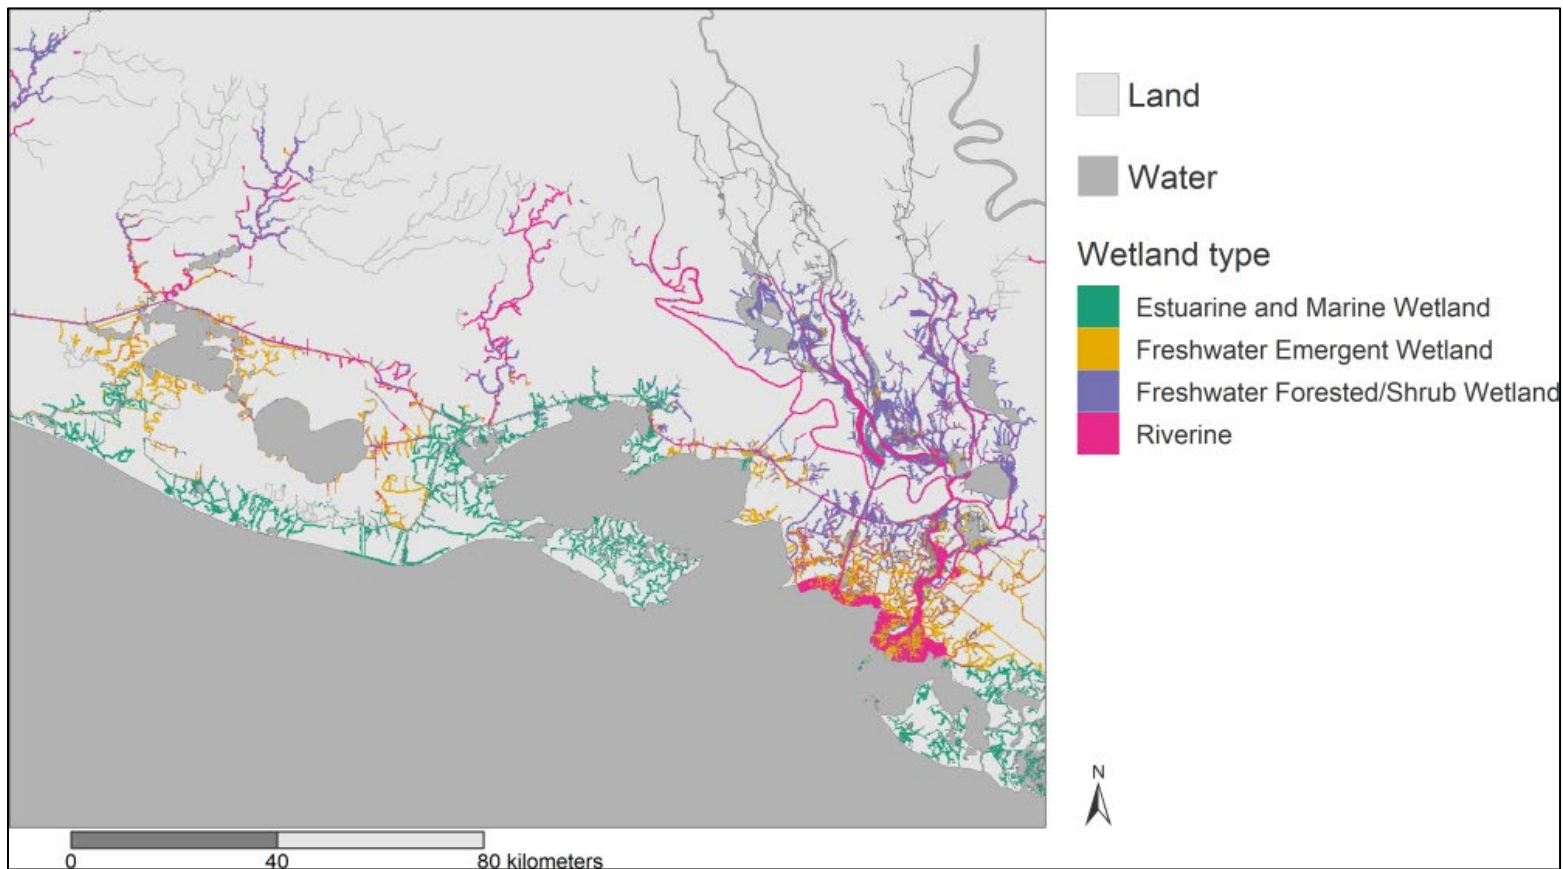 Land
Water
Wetland type
Estuarine and Marine Wetland
Freshwater Emergent Wetland
Freshwater Forested/Shrub Wetland
Riverine
N
0 40 80 kilometers